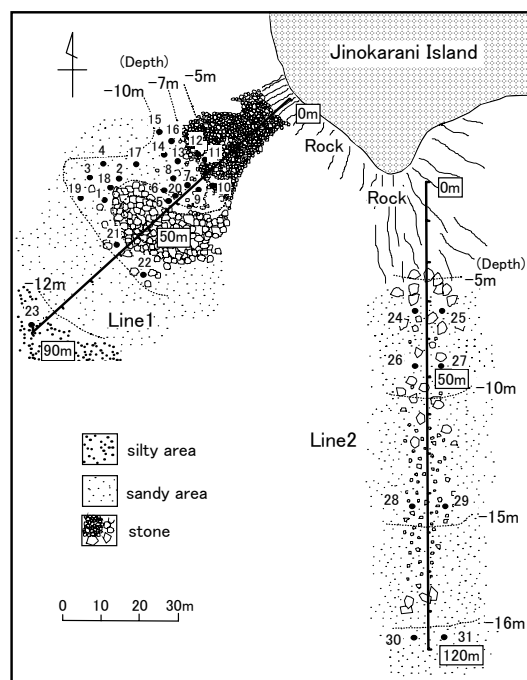 Jinokarani Island
(Depth)
-5m
-7m
-10m
15
16
0m
Rock
12
14
13
11
4
17
3
2
8
7
18
6
20
10
19
1
5
9
Rock
0m
50m
21
22
(Depth)
-5m
-12m
24
25
23
Line1
90m
26
27
50m
-10m
Line2
silty area
sandy area
28
29
stone
-15m
0 10 20 30m
-16m
30
31
120m